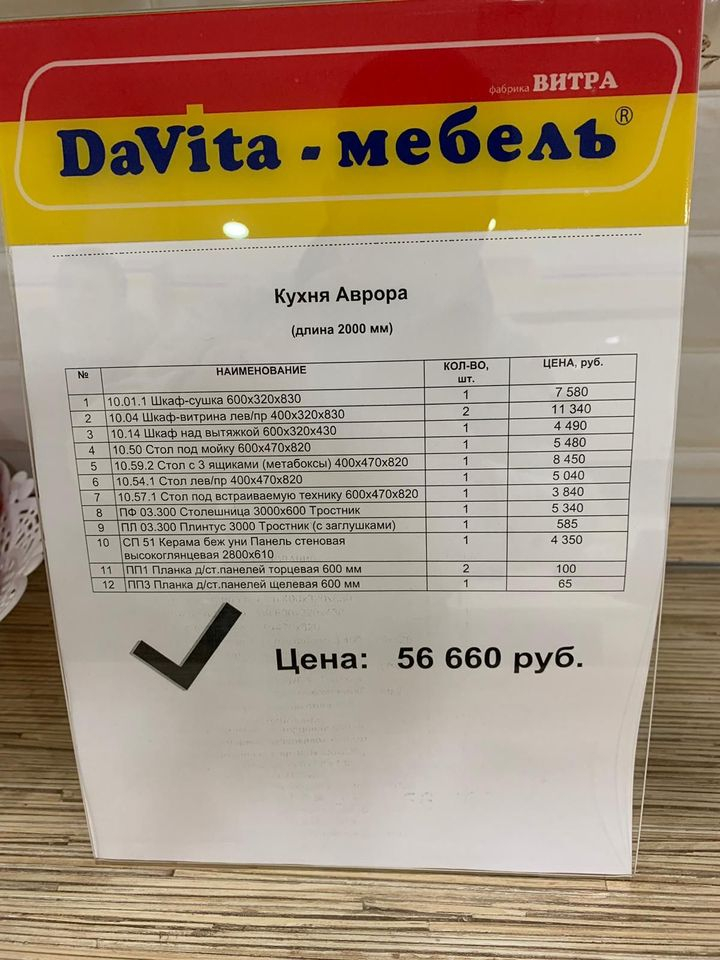 фабрика ВИТРА
DaVita - мебель®
Кухня Аврора
(длина 2000 мм)
№ НАИМЕНОВАНИЕ КОЛ-ВО, шт. ЦЕНА, руб.
1 10.01.1 Шкаф-сушка 600х320х830 1 7 580
2 10.04 Шкаф-витрина лев/пр 400х320х830 2 11 340
3 10.14 Шкаф над вытяжкой 600х320х430 1 4 490
4 10.50 Стол под мойку 600х470х820 1 5 480
5 10.59.2 Стол с 3 ящиками (метабоксы) 400х470х820 1 8 450
6 10.54.1 Стол лев/пр 400х470х820 1 5 040
7 10.57.1 Стол под встраиваемую технику 600х470х820 1 3 840
8 ПФ 03.300 Столешница 3000х600 Тростник 1 5 340
9 ПЛ 03.300 Плинтус 3000 Тростник (с заглушками) 1 585
10 СП 51 Керама беж уни Панель стеновая
высокоглянцевая 2800х610 1 4 350
11 ПП1 Планка д/ст.панелей торцевая 600 мм 2 100
12 ПП3 Планка д/ст.панелей щелевая 600 мм 1 65
Цена: 56 660 руб.